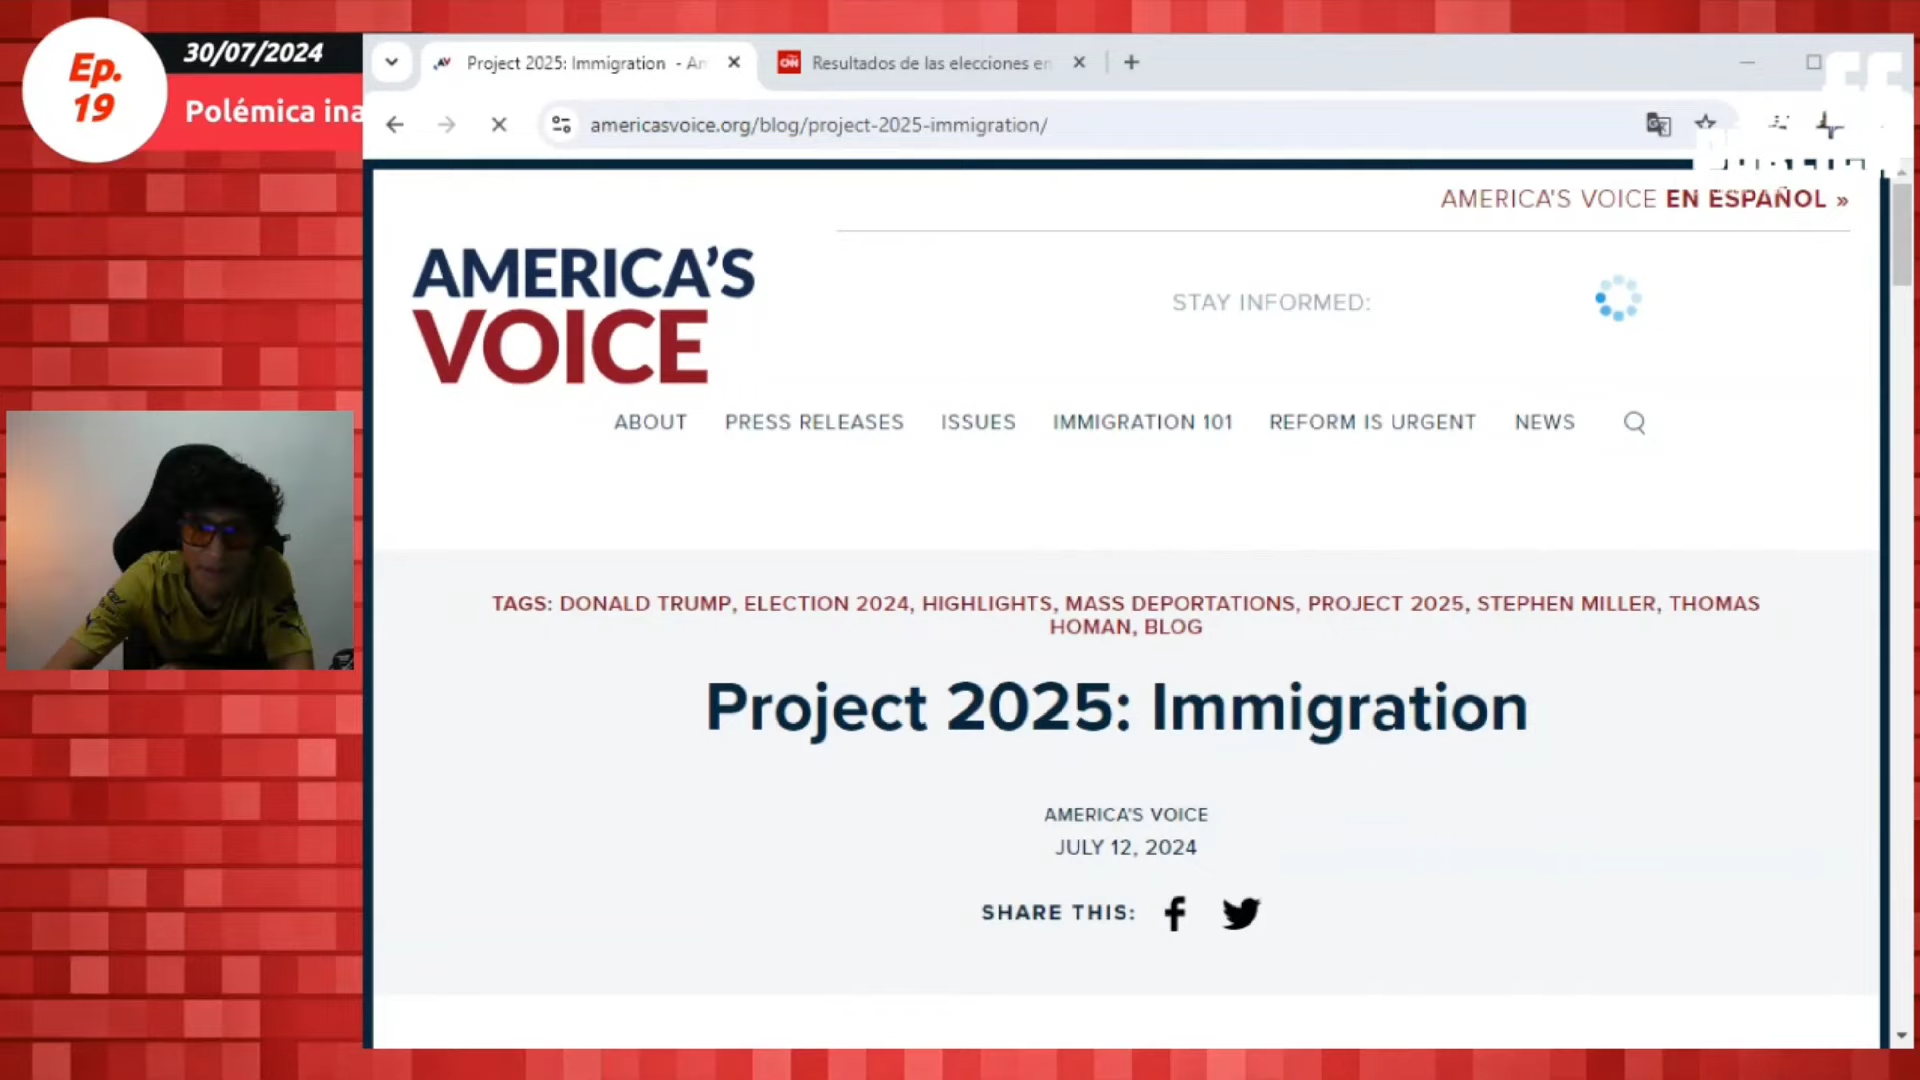 Ep.
19
30/07/2024
Polémica ina
Project 2025: Immigration - Am
Resultados de las elecciones en
americasvoice.org/blog/project-2025-immigration/
AMERICA'S VOICE EN ESPAÑOL »
AMERICA'S
VOICE
STAY INFORMED:
ABOUT PRESS RELEASES ISSUES IMMIGRATION 101 REFORM IS URGENT NEWS
TAGS: DONALD TRUMP, ELECTION 2024, HIGHLIGHTS, MASS DEPORTATIONS, PROJECT 2025, STEPHEN MILLER, THOMAS
HOMAN, BLOG
Project 2025: Immigration
AMERICA'S VOICE
JULY 12, 2024
SHARE THIS: